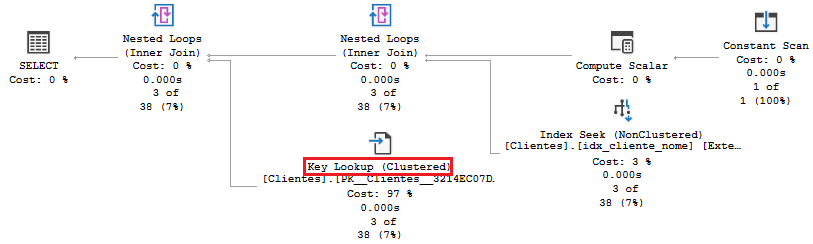 SELECT
Cost: 0 %
Nested Loops
(Inner Join)
Cost: 0 %
0.000s
3 of
38 (7%)
Nested Loops
(Inner Join)
Cost: 0 %
0.000s
3 of
38 (7%)
Compute Scalar
Cost: 0 %
Constant Scan
Cost: 0 %
0.000s
1 of
1 (100%)
Key Lookup (Clustered)
[Clientes].[PK__Clientes__3214EC07D…
Cost: 97 %
0.000s
3 of
38 (7%)
Index Seek (NonClustered)
[Clientes].[idx_cliente_nome] [Exte…
Cost: 3 %
0.000s
3 of
38 (7%)